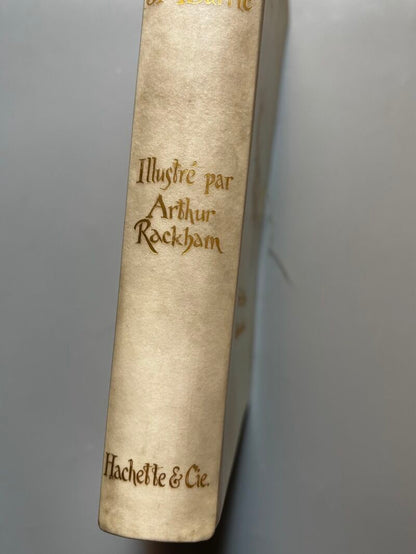 Illustré par
Arthur
Rackham
Hachette & Cie.